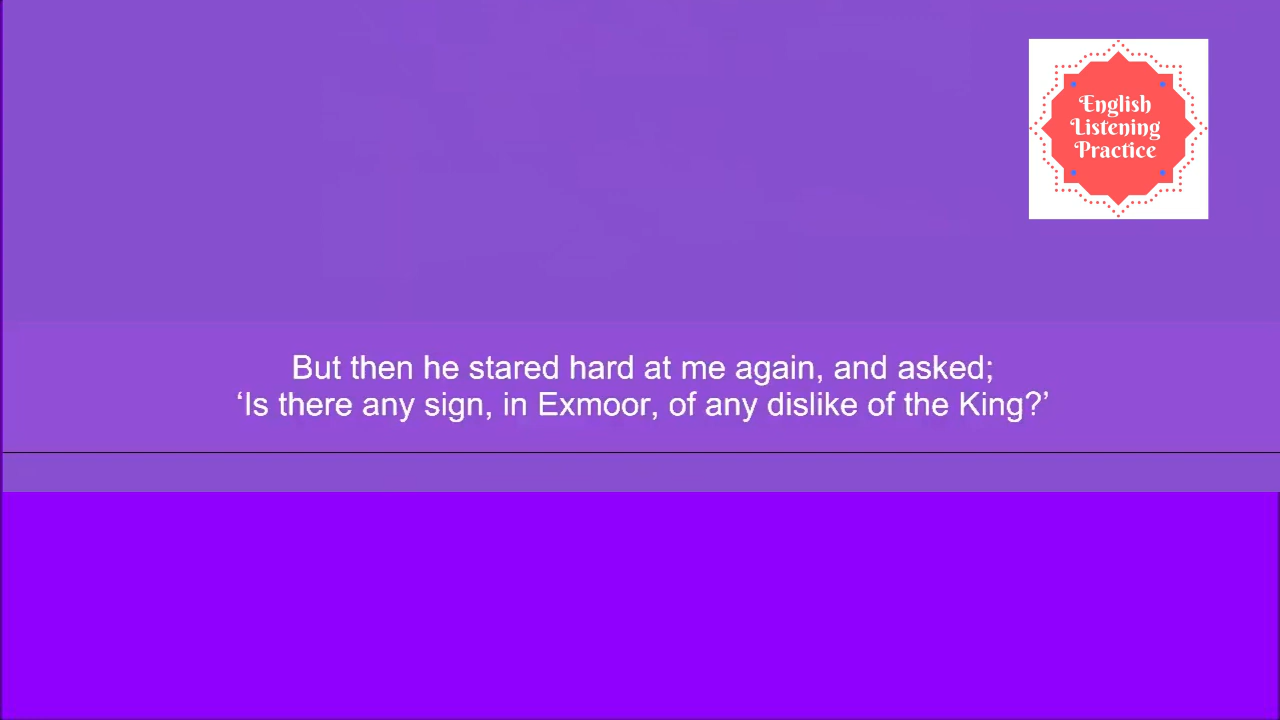 English
Listening
Practice
But then he stared hard at me again, and asked;
‘Is there any sign, in Exmoor, of any dislike of the King?’